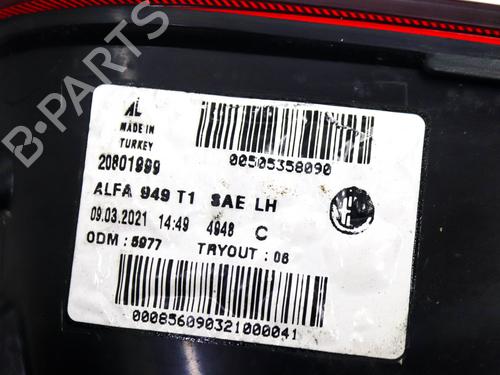 AL
MADE IN
TURKEY
00505358090
20801999
ALFA 949 T1 SAE LH
09.03.2021 14:49 4948 C
ODM : 5977 TRYOUT : 06
000856090321000041
B-PARTS